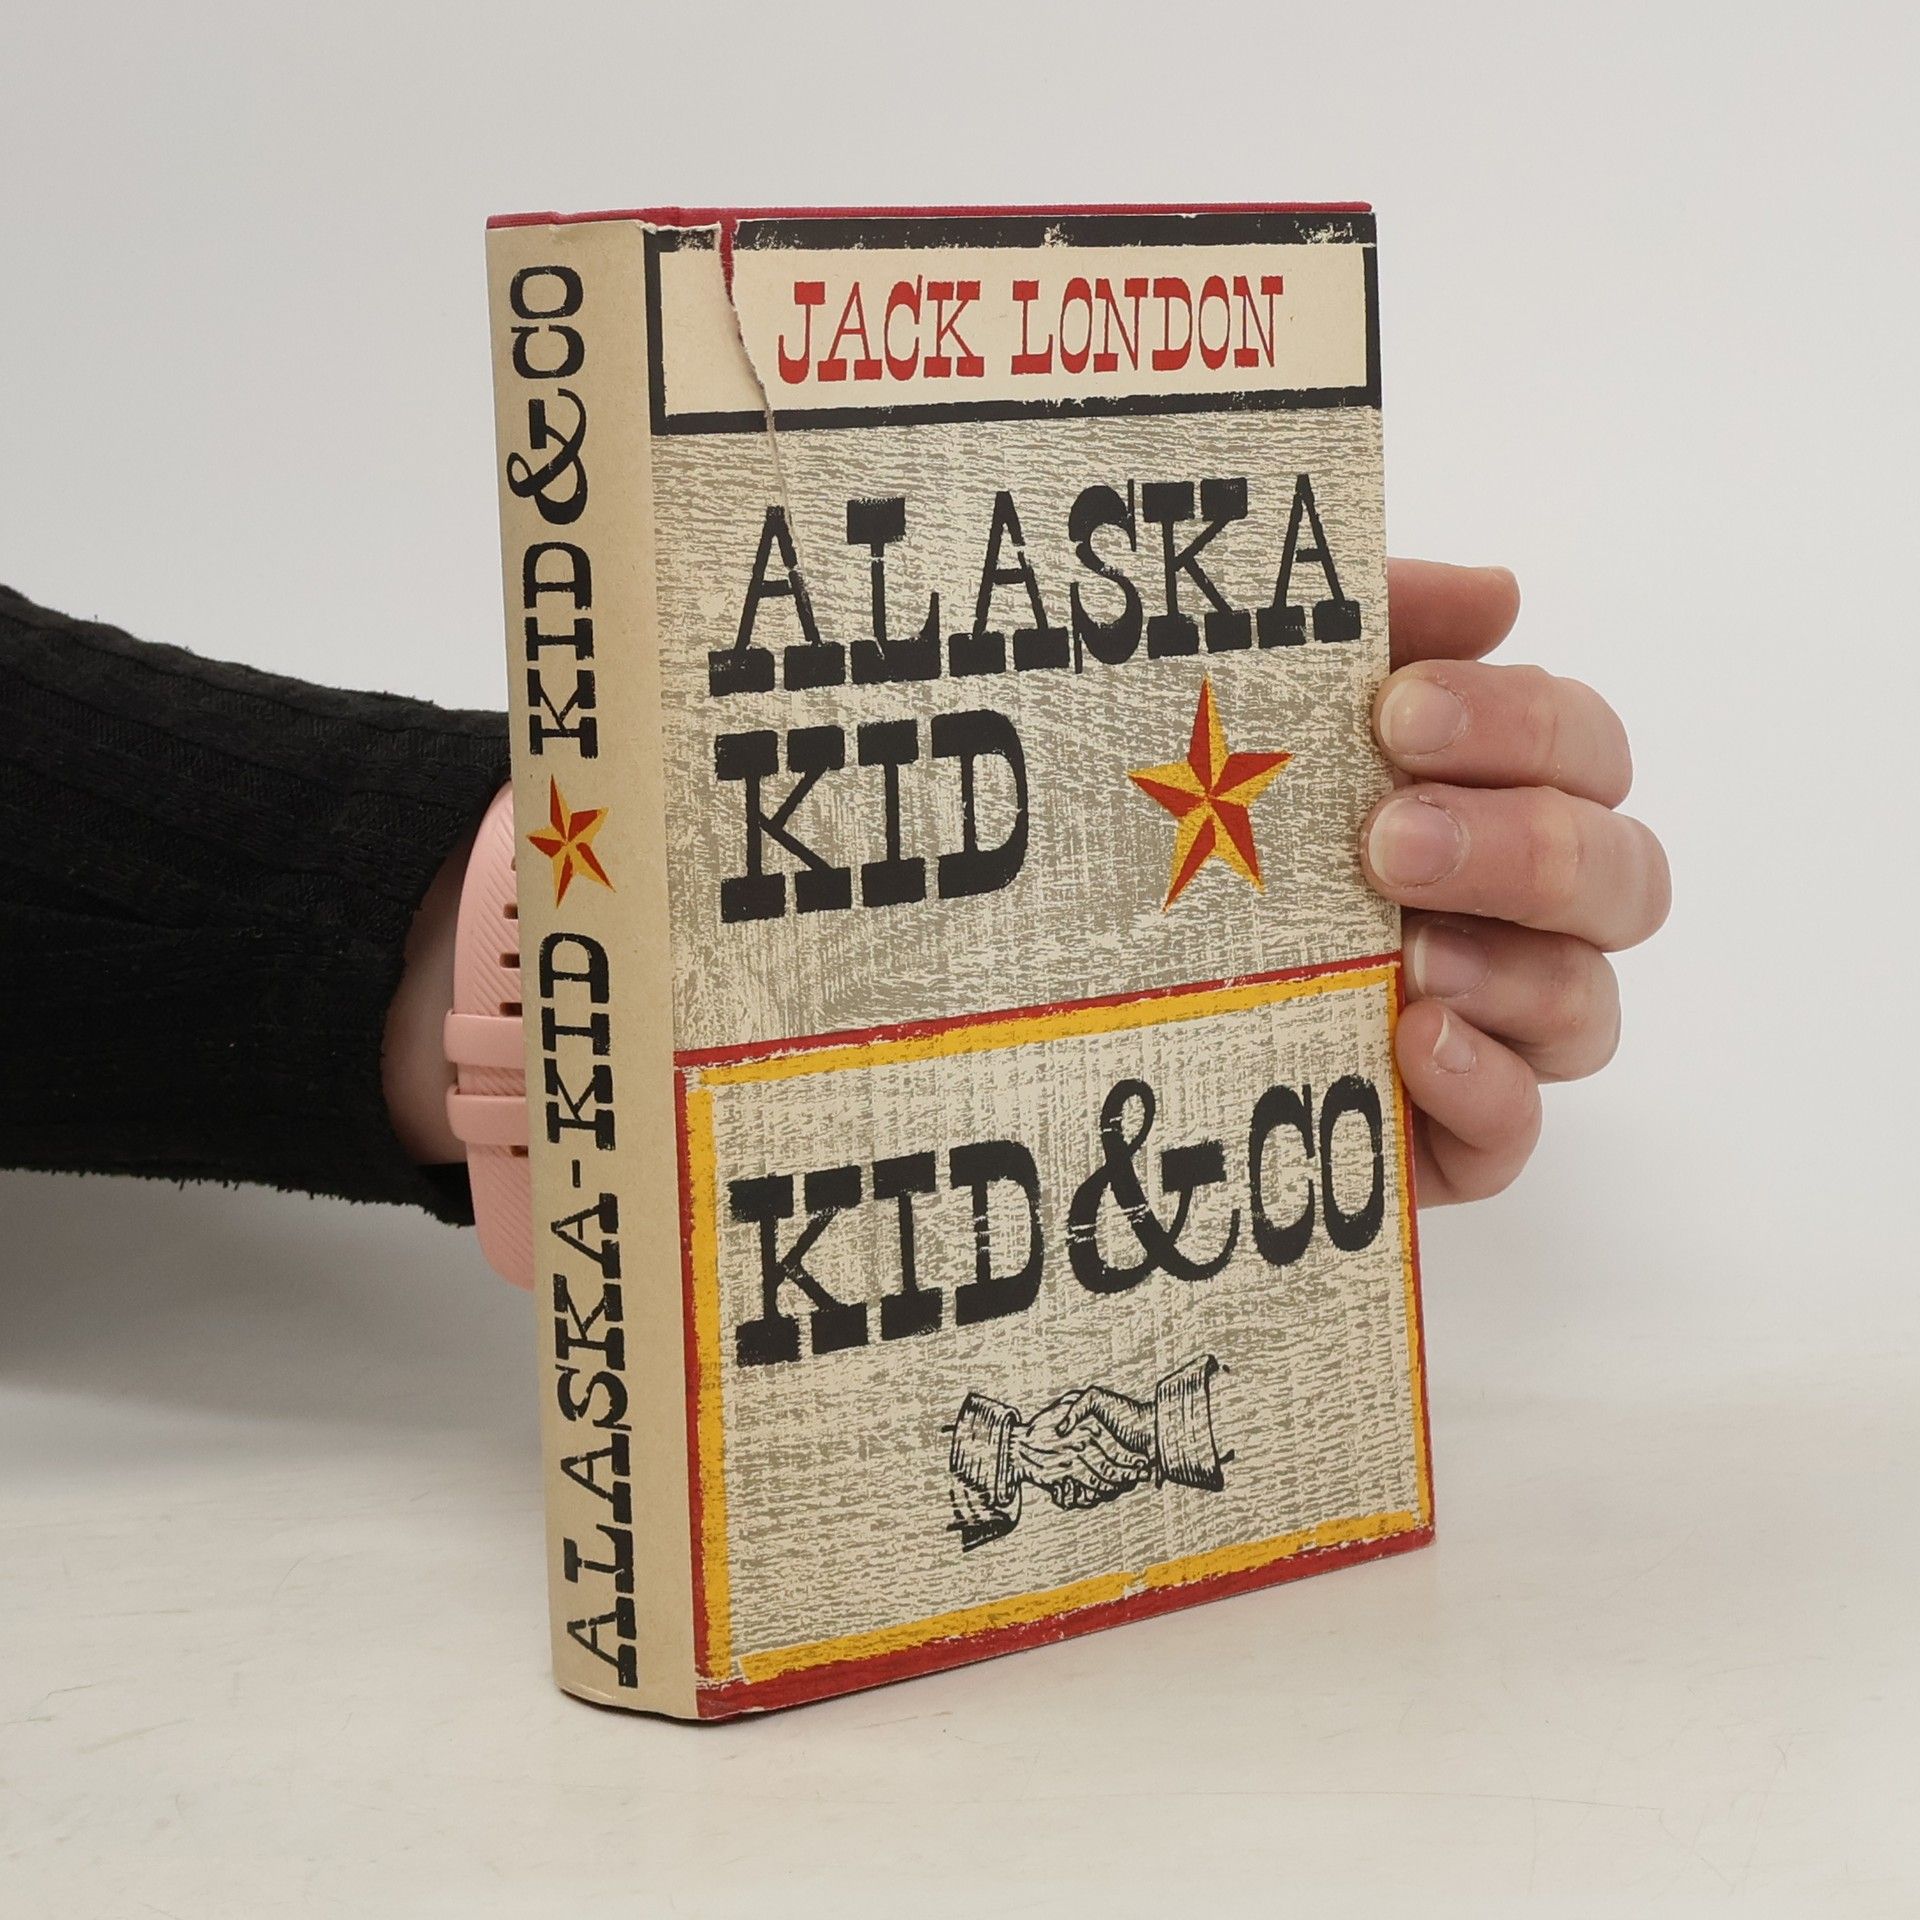 ALASKA-KID ★ KID & CO
JACK LONDON
ALASKA
KID
KID & CO